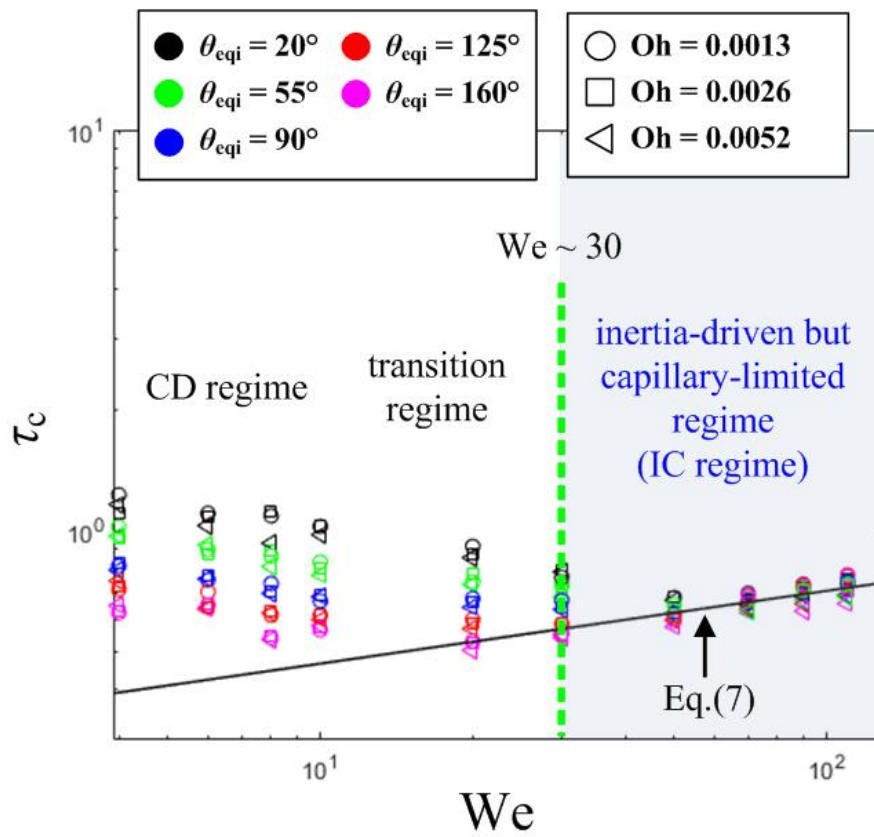 θeqi = 20°
θeqi = 125°
θeqi = 55°
θeqi = 160°
θeqi = 90°
Oh = 0.0013
Oh = 0.0026
Oh = 0.0052
10¹
We ~ 30
CD regime
transition
regime
inertia-driven but
capillary-limited
regime
(IC regime)
τc
10⁰
Eq.(7)
10¹
10²
We